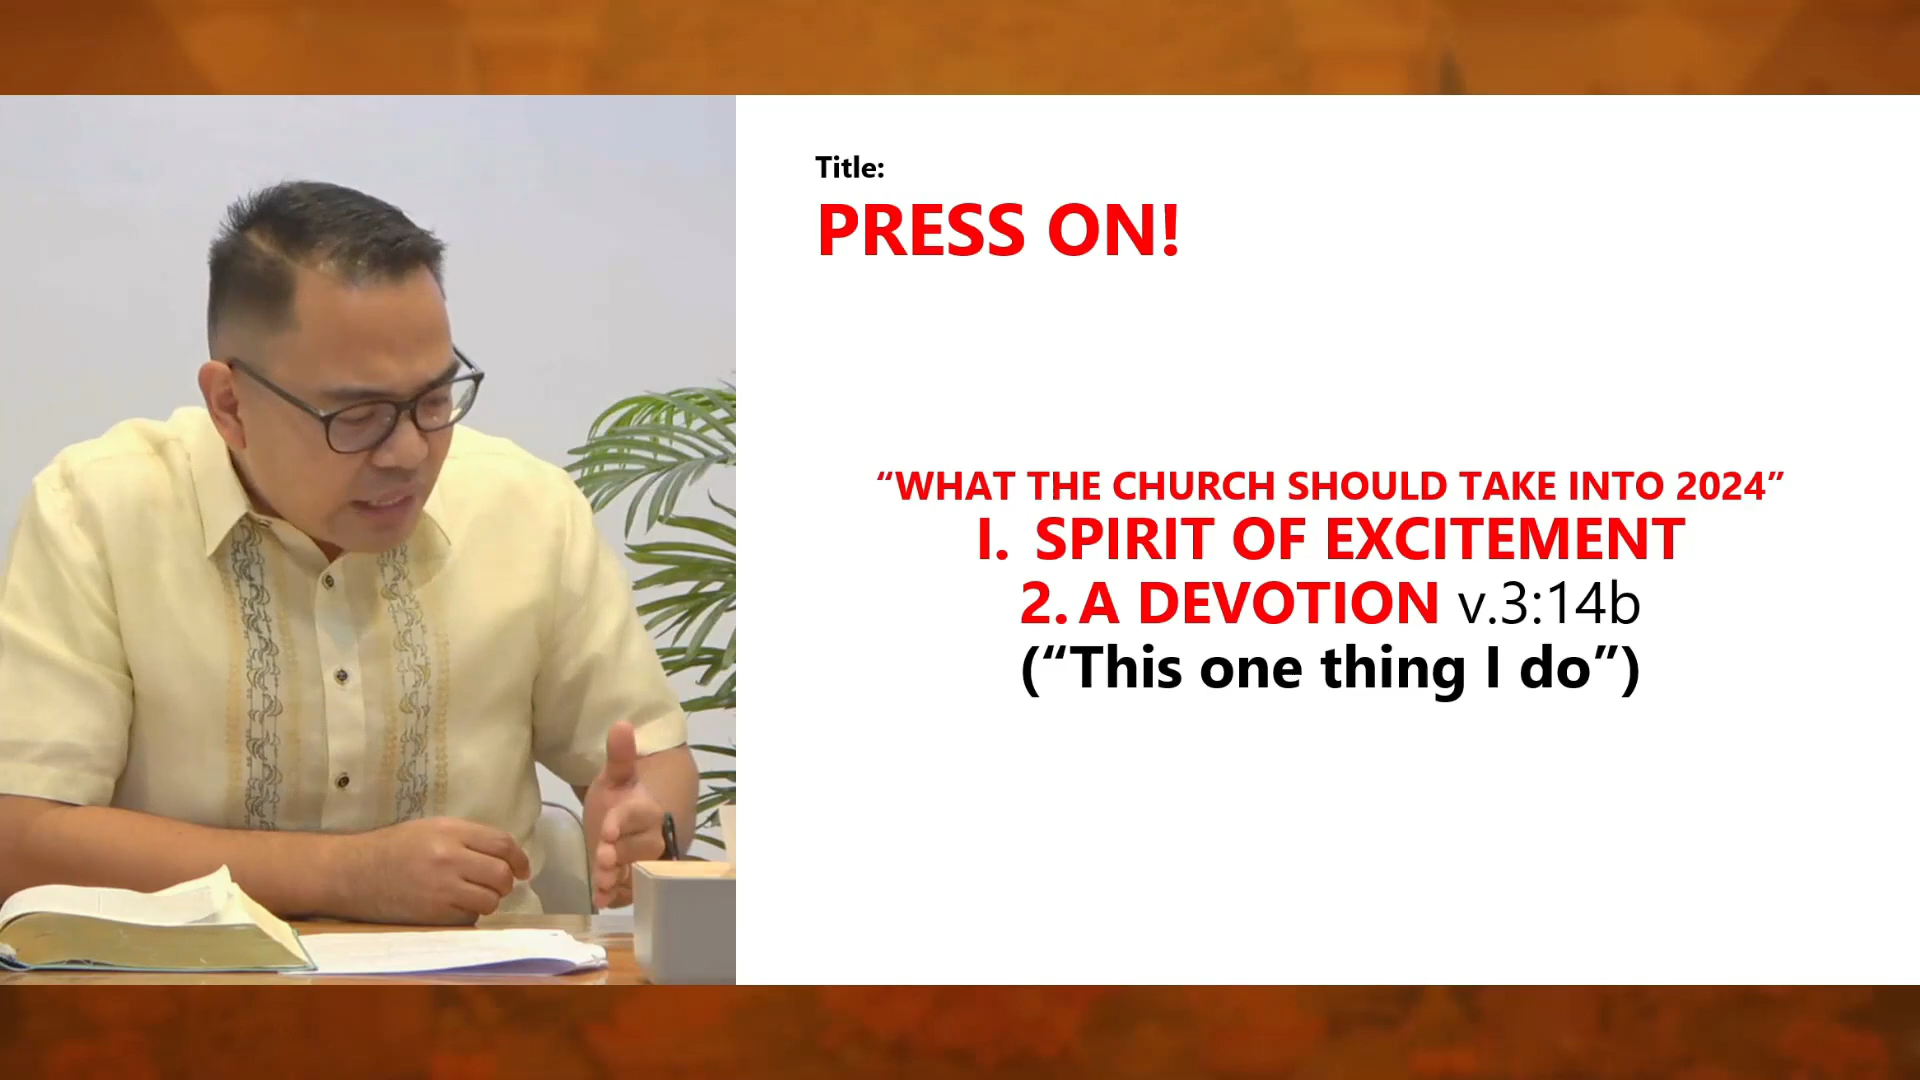 Title:
PRESS ON!
“WHAT THE CHURCH SHOULD TAKE INTO 2024”
I. SPIRIT OF EXCITEMENT
2. A DEVOTION v.3:14b
(“This one thing I do”)